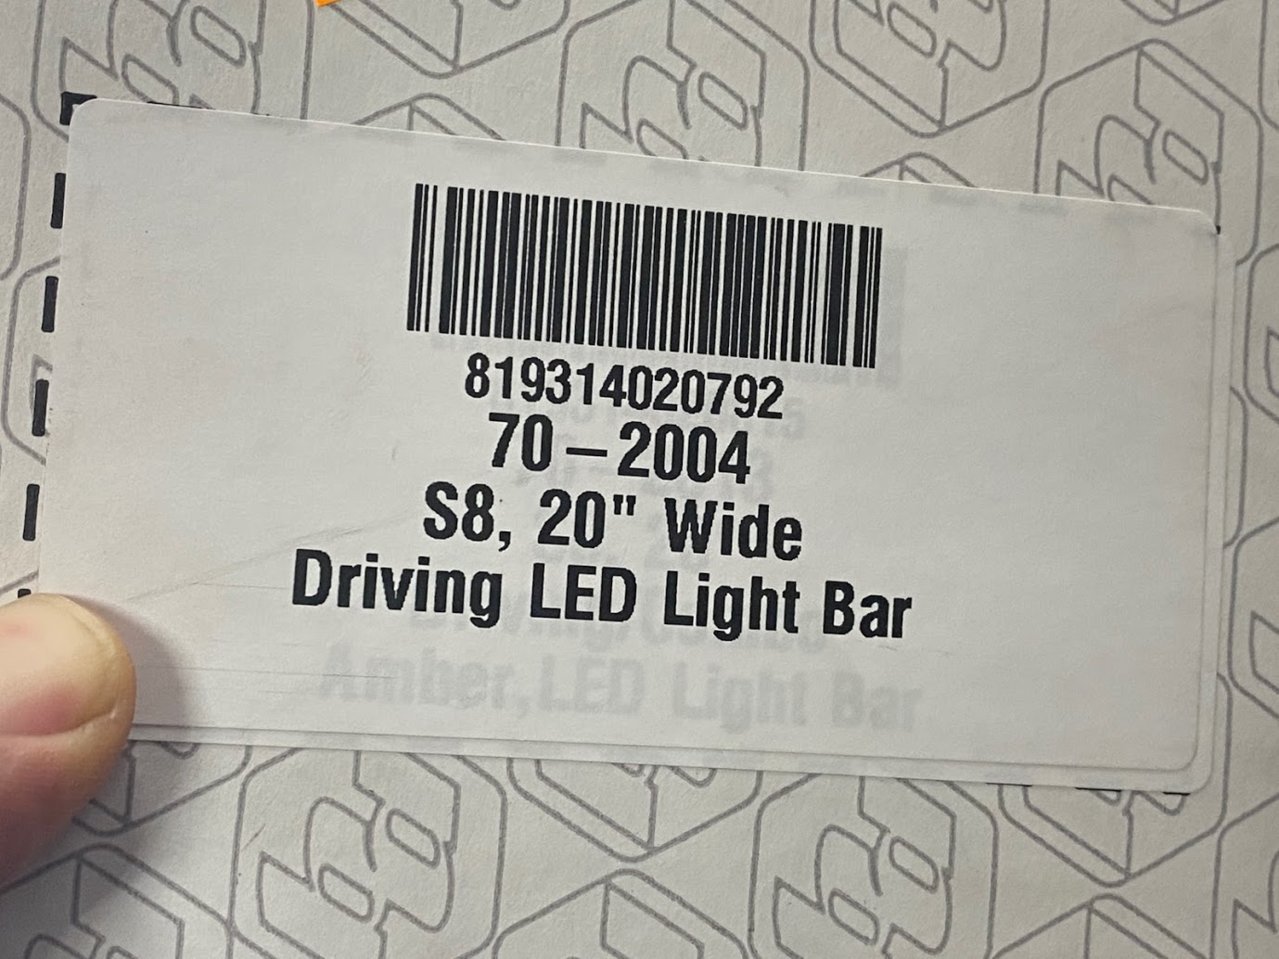 819314020792
70-2004
S8, 20" Wide
Driving LED Light Bar
Amber, LED Light Bar